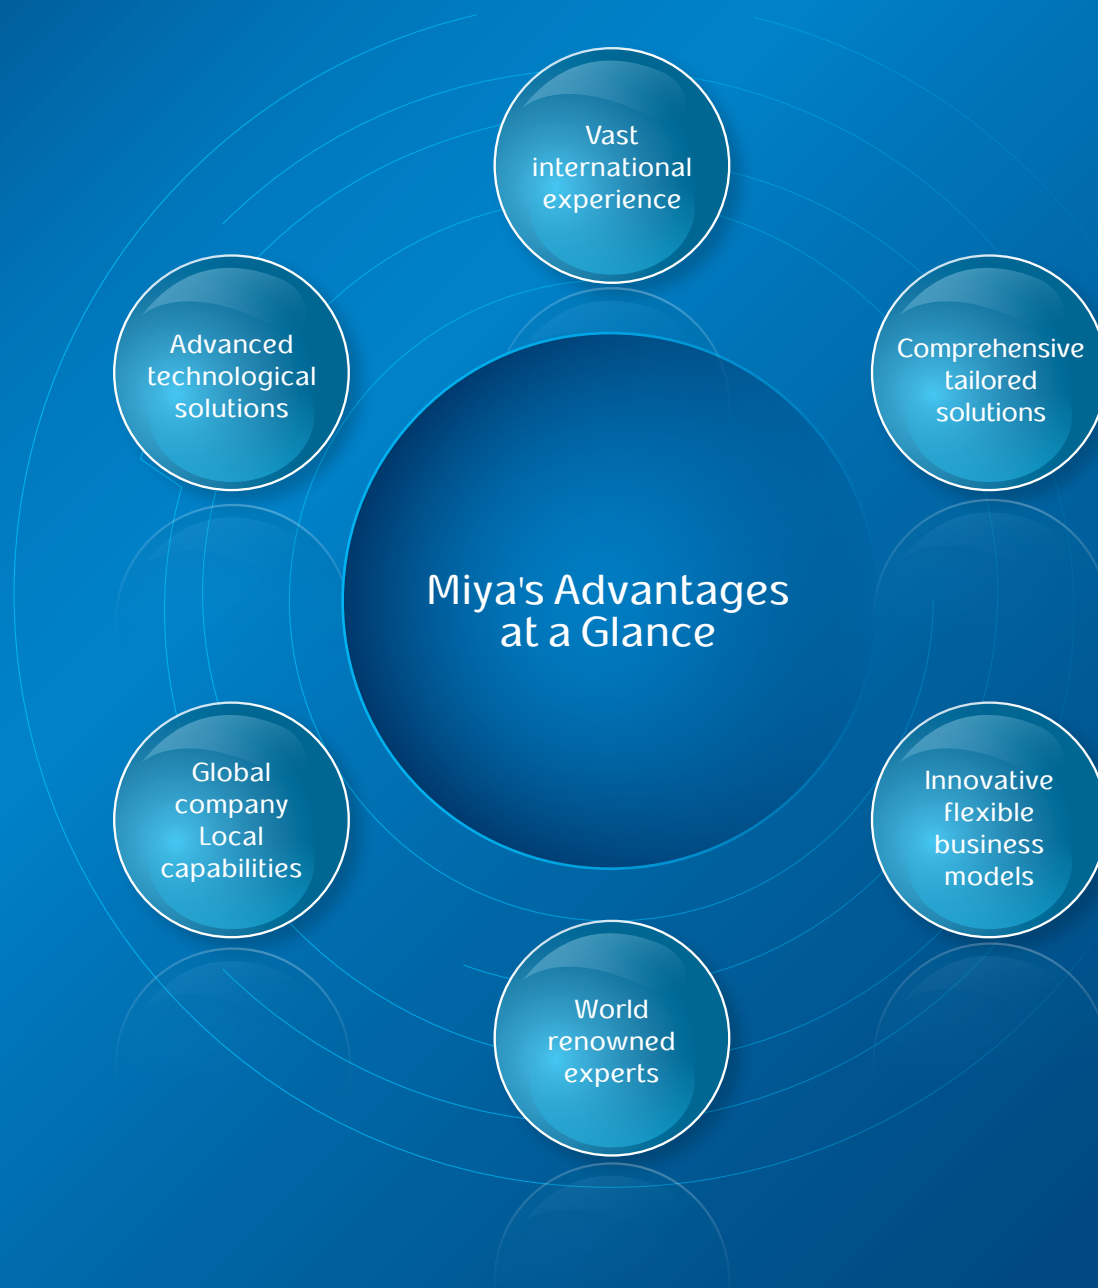 Vast
international
experience
Advanced
technological
solutions
Comprehensive
tailored
solutions
Miya's Advantages
at a Glance
Global
company
Local
capabilities
Innovative
flexible
business
models
World
renowned
experts